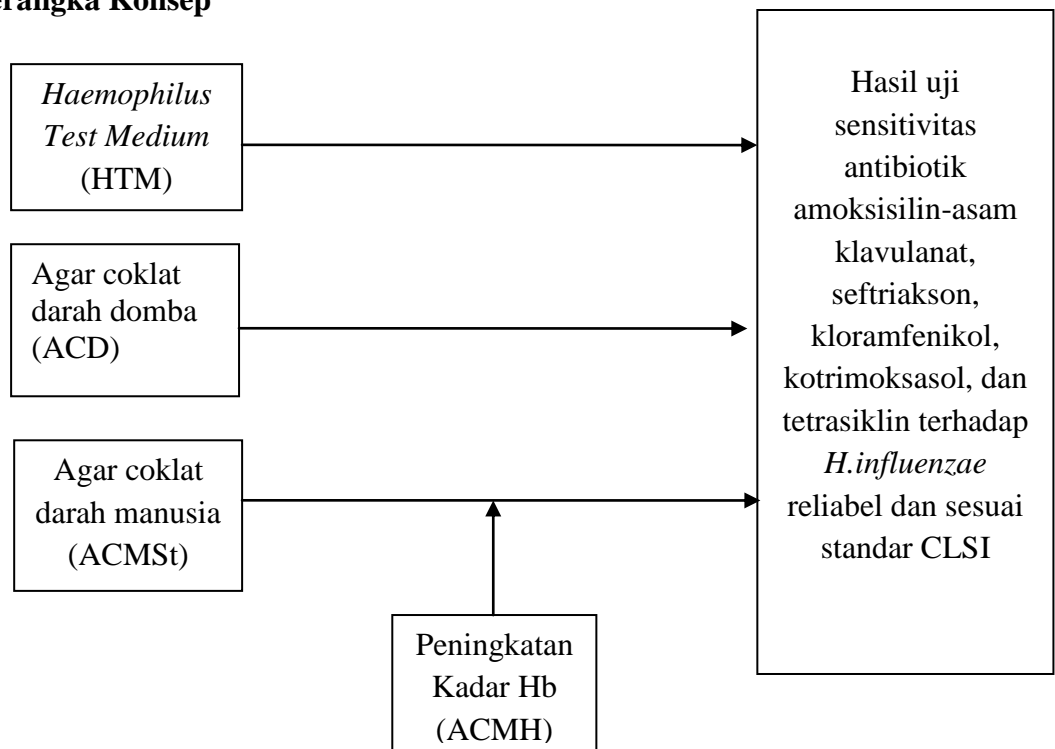 erangka Konsep
Haemophilus
Test Medium
(HTM)
Agar coklat
darah domba
(ACD)
Agar coklat
darah manusia
(ACMSt)
Peningkatan
Kadar Hb
(ACMH)
Hasil uji
sensitivitas
antibiotik
amoksisilin-asam
klavulanat,
seftriakson,
kloramfenikol,
kotrimoksasol, dan
tetrasiklin terhadap
H.influenzae
reliabel dan sesuai
standar CLSI